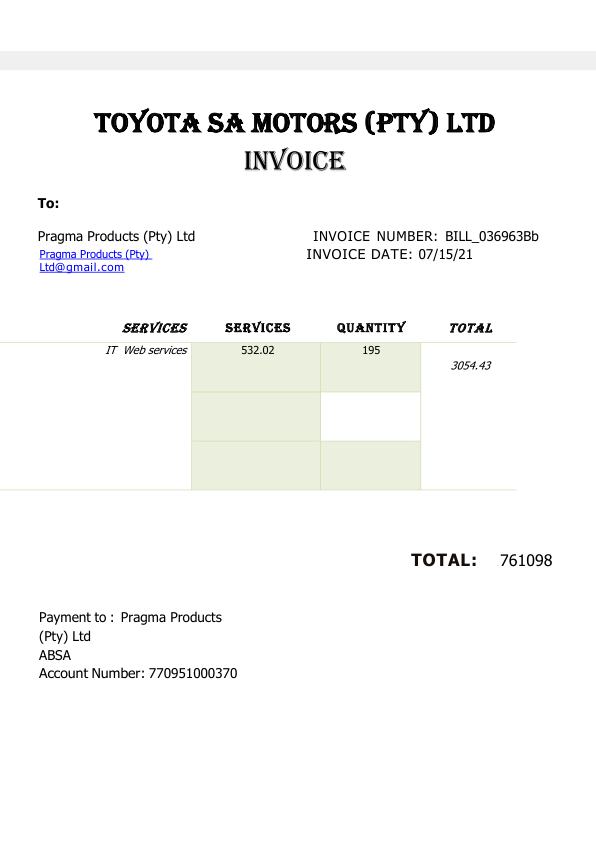 TOYOTA SA MOTORS (PTY) LTD
INVOICE
To:
Pragma Products (Pty) Ltd
INVOICE NUMBER: BILL_036963Bb
Pragma Products (Pty)
Ltd@gmail.com
INVOICE DATE: 07/15/21
SERVICES SERVICES QUANTITY TOTAL
IT Web services 532.02 195
3054.43
TOTAL: 761098
Payment to : Pragma Products
(Pty) Ltd
ABSA
Account Number: 770951000370